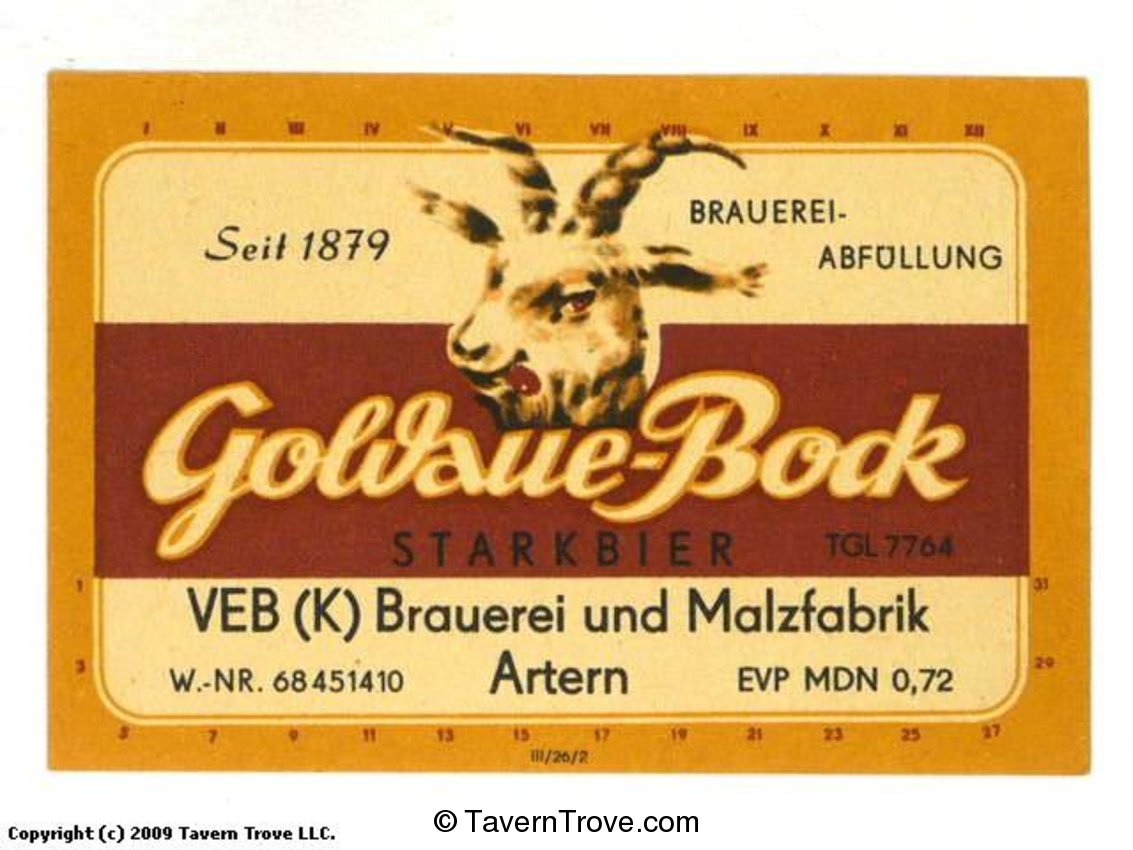 I II III IV V VI VII VIII IX X XI XII
Seit 1879
BRAUEREI-
ABFÜLLUNG
Goldaue-Bock
STARKBIER TGL 7764
1 31
VEB (K) Brauerei und Malzfabrik
3 29
W.-NR. 68451410 Artern EVP MDN 0,72
5 7 9 11 13 15 17 19 21 23 25 27
III/26/2
© TavernTrove.com
Copyright (c) 2009 Tavern Trove LLC.